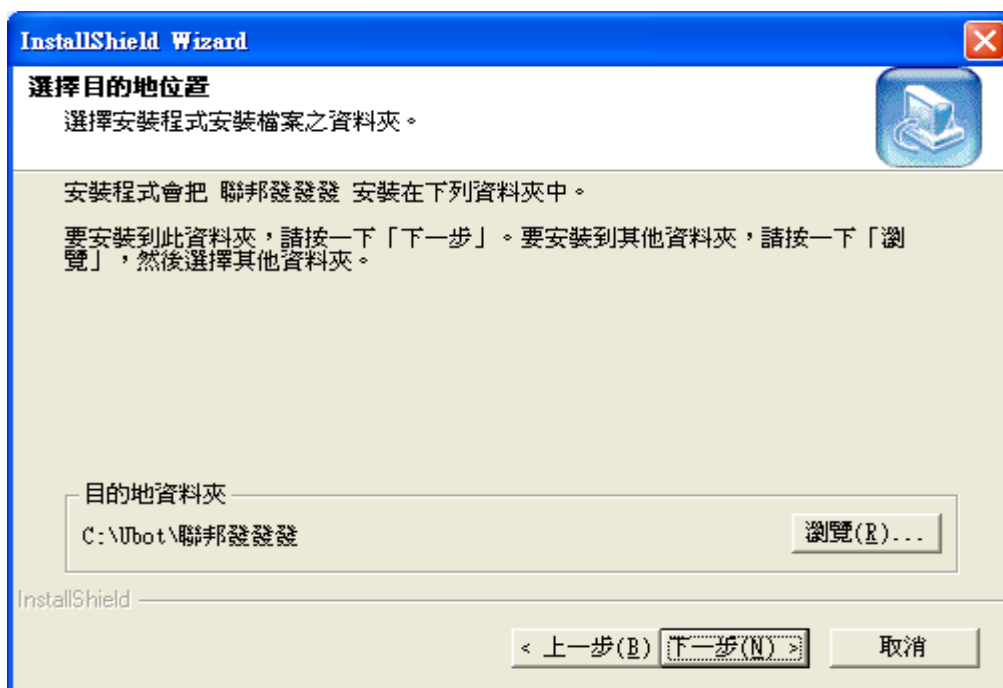 InstallShield Wizard
選擇目的地位置
選擇安裝程式安裝檔案之資料夾。
安裝程式會把 聯邦發發發 安裝在下列資料夾中。
要安裝到此資料夾，請按一下「下一步」。要安裝到其他資料夾，請按一下「瀏
覽」，然後選擇其他資料夾。
目的地資料夾
C:\Ubot\聯邦發發發
瀏覽(R)...
InstallShield
< 上一步(B)
下一步(N) >
取消